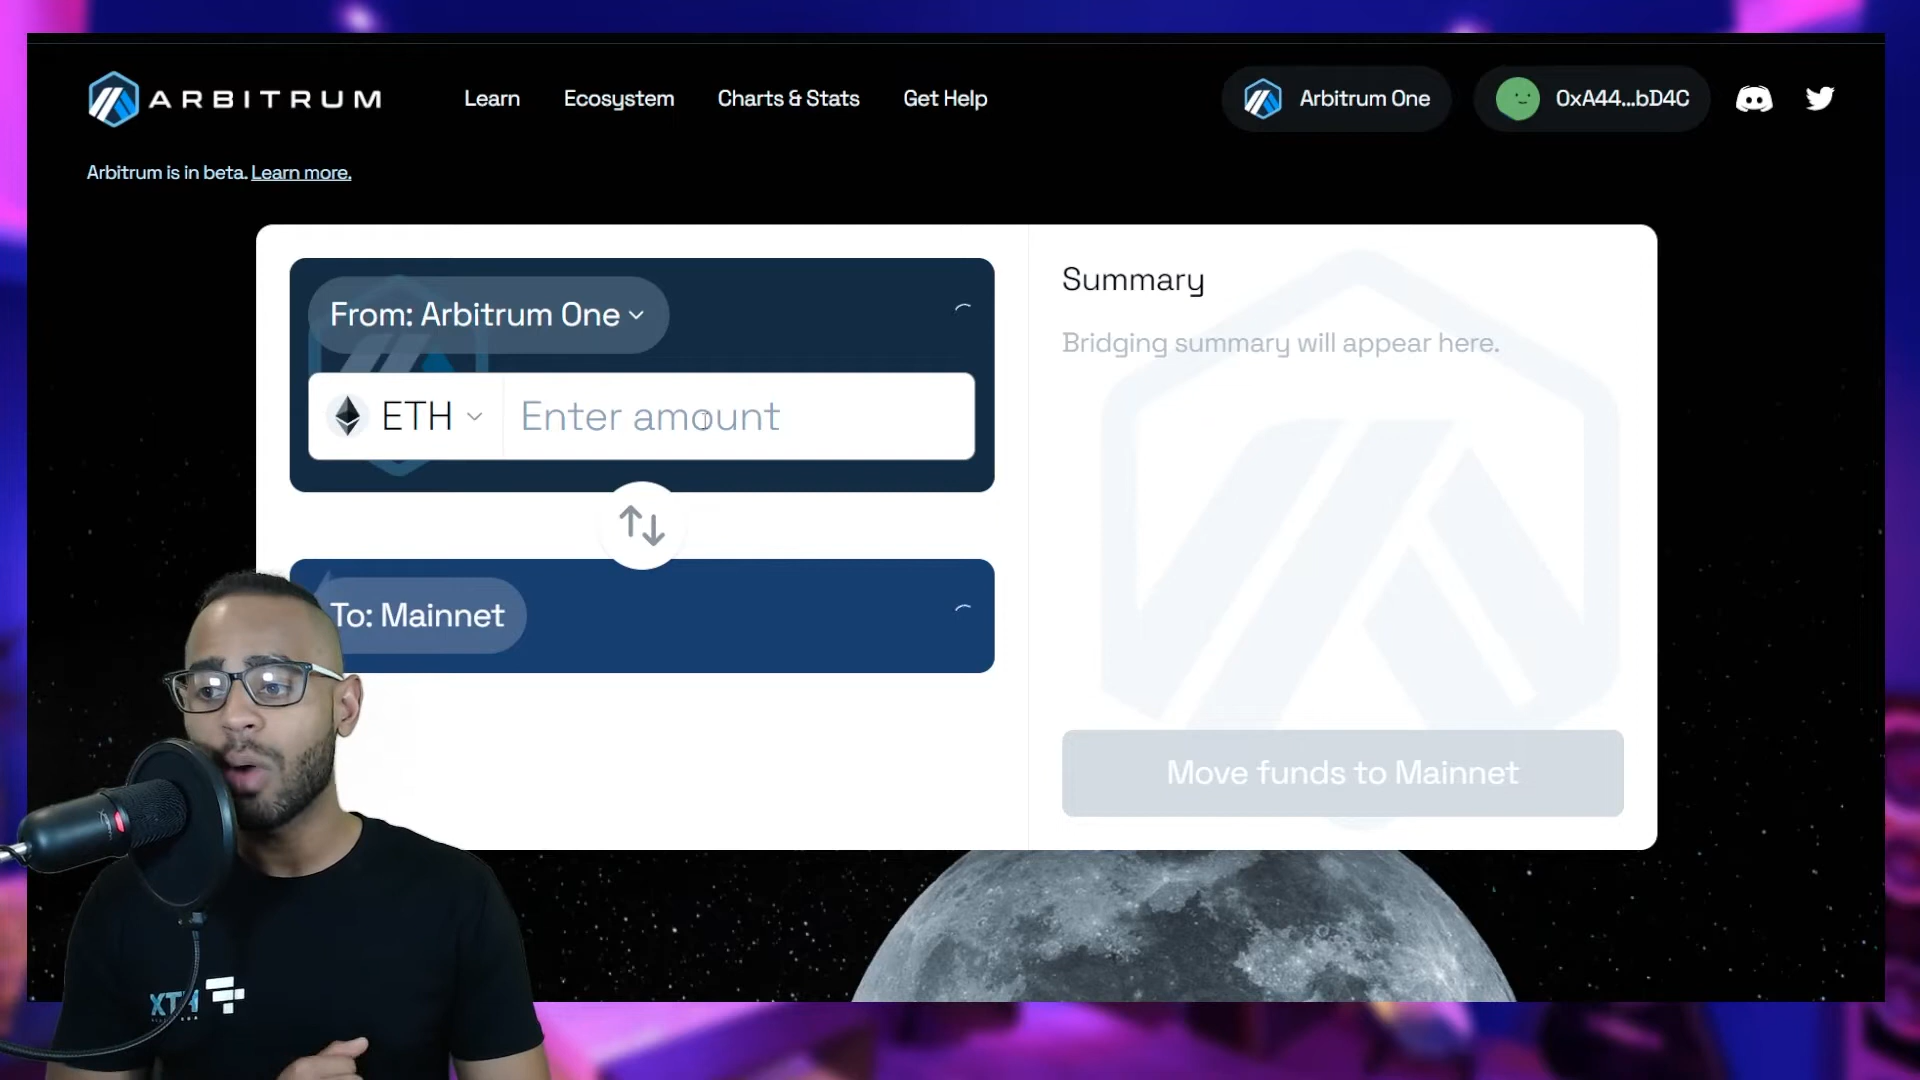 ARBITRUM Learn Ecosystem Charts & Stats Get Help Arbitrum One 0xA44...bD4C
Arbitrum is in beta. Learn more.
From: Arbitrum One
ETH Enter amount
To: Mainnet
Summary
Bridging summary will appear here.
Move funds to Mainnet